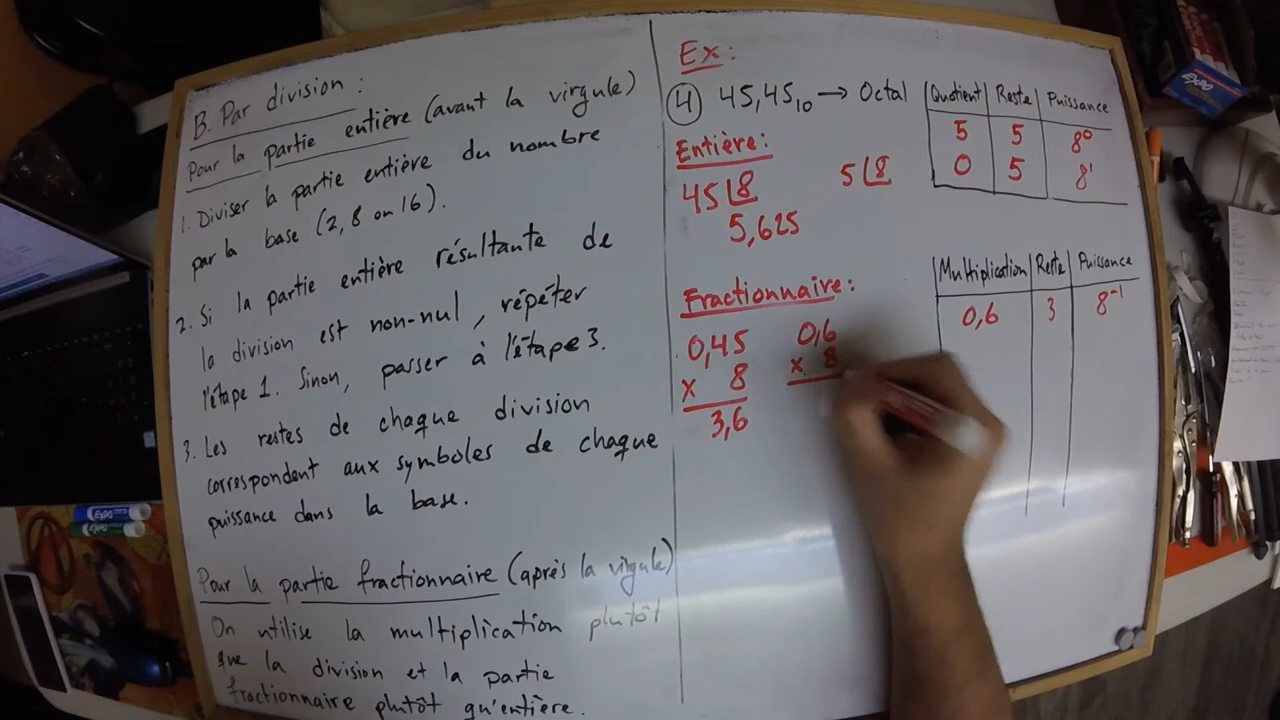 B. Par division :
Pour la partie entière (avant la virgule)
1. Diviser la partie entière du nombre
par la base (2, 8 ou 16).
2. Si la partie entière résultante de
la division est non-nul, répéter
l'étape 1. Sinon, passer à l'étape 3.
3. Les restes de chaque division
correspondent aux symboles de chaque
puissance dans la base.
Pour la partie fractionnaire (après la virgule)
On utilise la multiplication plutôt
que la division et la partie
fractionnaire plutôt qu'entière.
Ex :
4 45,45₁₀ → Octal
Entière :
45 | 8
5,625
5 | 8
Quotient Reste Puissance
5 5 8⁰
0 5 8¹
Fractionnaire :
0,45
x 8
3,6
0,6
x 8
Multiplication Reste Puissance
0,6 3 8⁻¹
EXPO
EXPO
EXPO